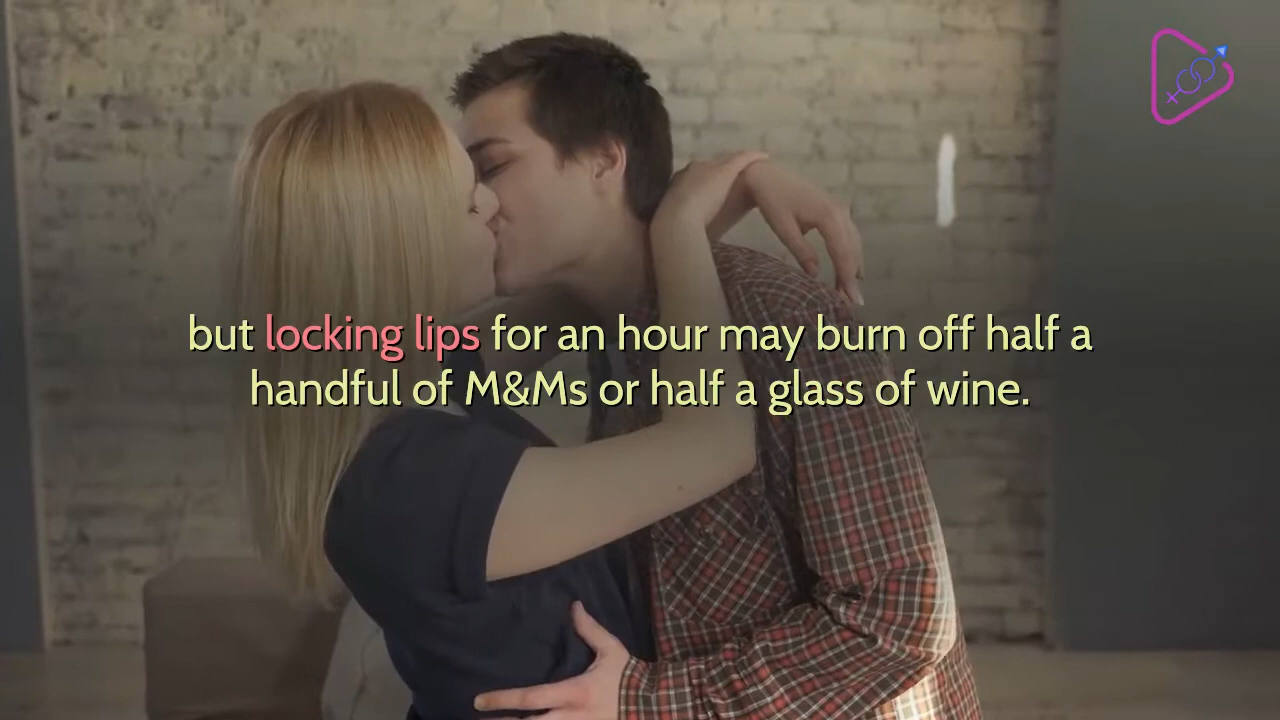 but locking lips for an hour may burn off half a
handful of M&Ms or half a glass of wine.